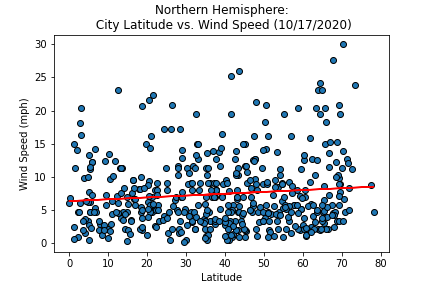 Northern Hemisphere:
City Latitude vs. Wind Speed (10/17/2020)
30
25
20
15
10
5
0
Wind Speed (mph)
0 10 20 30 40 50 60 70 80
Latitude